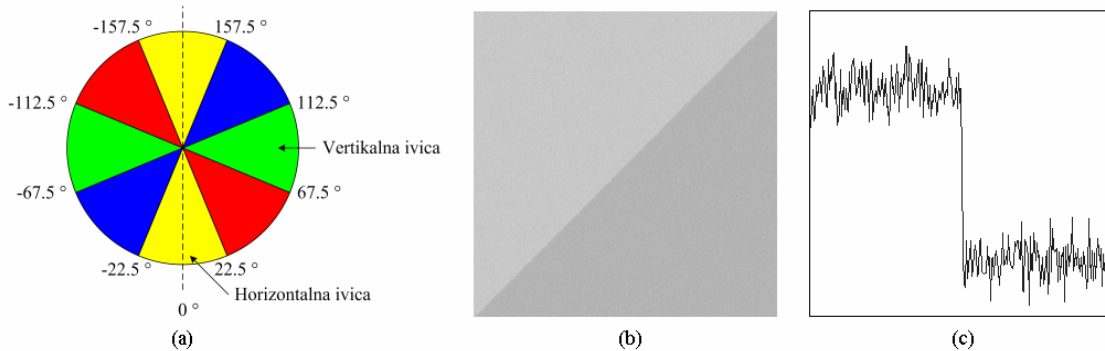 -157.5 °
157.5 °
-112.5 °
112.5 °
Vertikalna ivica
-67.5 °
67.5 °
-22.5 °
22.5 °
Horizontalna ivica
0 °
(a)
(b)
(c)